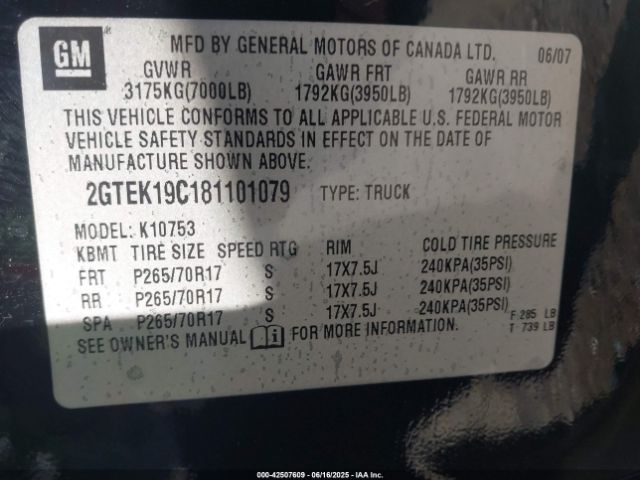 GM
MFD BY GENERAL MOTORS OF CANADA LTD. 06/07
GVWR GAWR FRT GAWR RR
3175KG(7000LB) 1792KG(3950LB) 1792KG(3950LB)
THIS VEHICLE CONFORMS TO ALL APPLICABLE U.S. FEDERAL MOTOR
VEHICLE SAFETY STANDARDS IN EFFECT ON THE DATE OF
MANUFACTURE SHOWN ABOVE.
2GTEK19C181101079 TYPE: TRUCK
MODEL: K10753
KBMT TIRE SIZE SPEED RTG RIM COLD TIRE PRESSURE
FRT P265/70R17 S 17X7.5J 240KPA(35PSI)
RR P265/70R17 S 17X7.5J 240KPA(35PSI)
SPA P265/70R17 S 17X7.5J 240KPA(35PSI)
F 285 LB
T 739 LB
SEE OWNER'S MANUAL FOR MORE INFORMATION.
000-42507609 - 06/16/2025 - IAA Inc.